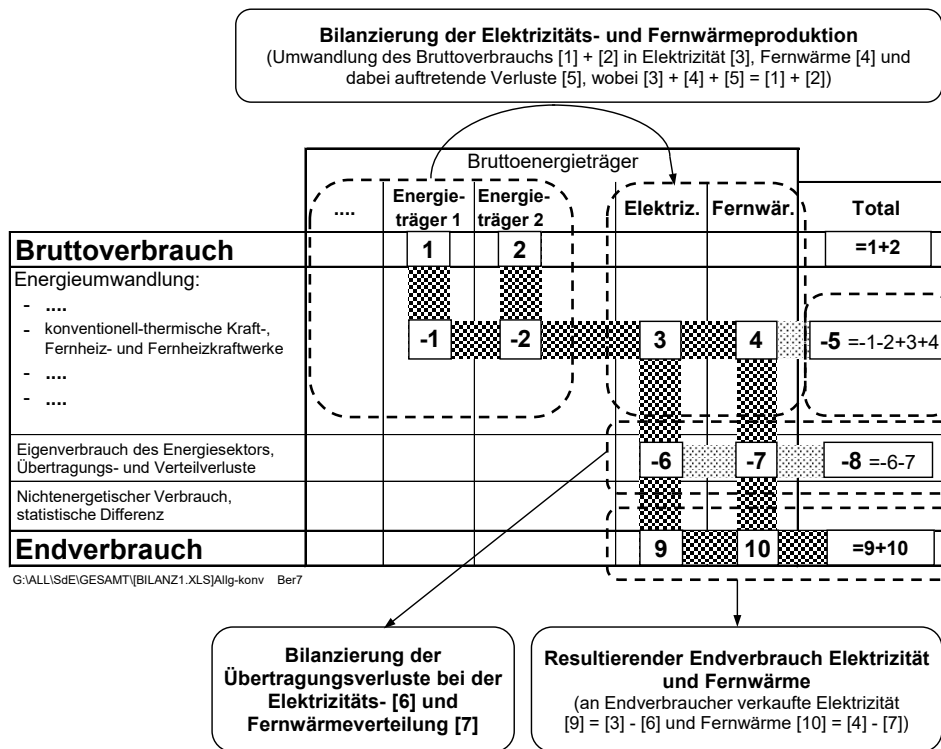 Bilanzierung der Elektrizitäts- und Fernwärmeproduktion
(Umwandlung des Bruttoverbrauchs [1] + [2] in Elektrizität [3], Fernwärme [4] und
dabei auftretende Verluste [5], wobei [3] + [4] + [5] = [1] + [2])
Bruttoenergieträger
.... Energie- Energie- Elektriz. Fernwär. Total
träger 1 träger 2
Bruttoverbrauch 1 2 =1+2
Energieumwandlung:
- ....
- konventionell-thermische Kraft-, -1 -2 3 4 -5 =-1-2+3+4
Fernheiz- und Fernheizkraftwerke
- ....
- ....
Eigenverbrauch des Energiesektors, -6 -7 -8 =-6-7
Übertragungs- und Verteilverluste
Nichtenergetischer Verbrauch,
statistische Differenz
Endverbrauch 9 10 =9+10
G:\ALL\SdE\GESAMT\[BILANZ1.XLS]Allg-konv Ber7
Bilanzierung der
Übertragungsverluste bei der
Elektrizitäts- [6] und
Fernwärmeverteilung [7]
Resultierender Endverbrauch Elektrizität
und Fernwärme
(an Endverbraucher verkaufte Elektrizität
[9] = [3] - [6] und Fernwärme [10] = [4] - [7])